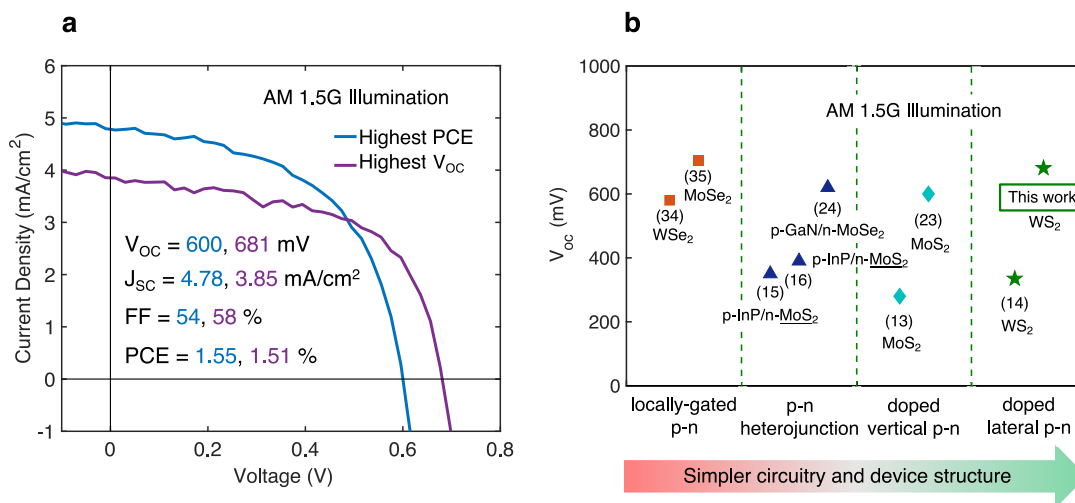 a
6
5
4
3
2
1
0
-1
0
0.2
0.4
0.6
0.8
Current Density (mA/cm²)
Voltage (V)
AM 1.5G Illumination
Highest PCE
Highest V_OC
V_OC = 600, 681 mV
J_SC = 4.78, 3.85 mA/cm²
FF = 54, 58 %
PCE = 1.55, 1.51 %
b
1000
800
600
400
200
0
V_OC (mV)
AM 1.5G Illumination
(35)
MoSe₂
(34)
WSe₂
(24)
p-GaN/n-MoSe₂
(16)
p-InP/n-MoS₂
(15)
p-InP/n-MoS₂
(23)
MoS₂
(13)
MoS₂
This work
WS₂
(14)
WS₂
locally-gated
p-n
p-n
heterojunction
doped
vertical p-n
doped
lateral p-n
Simpler circuitry and device structure